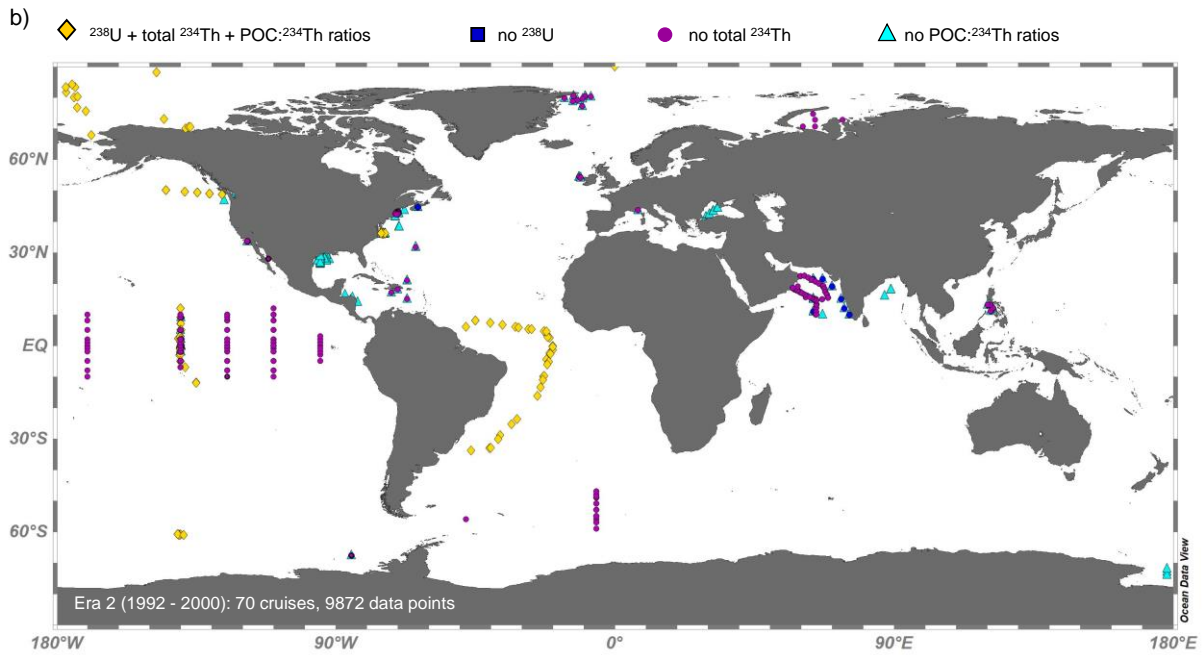 b)
²³⁸U + total ²³⁴Th + POC:²³⁴Th ratios
no ²³⁸U
no total ²³⁴Th
no POC:²³⁴Th ratios
60°N
30°N
EQ
30°S
60°S
Ocean Data View
Era 2 (1992 - 2000): 70 cruises, 9872 data points
180°W
90°W
0°
90°E
180°E